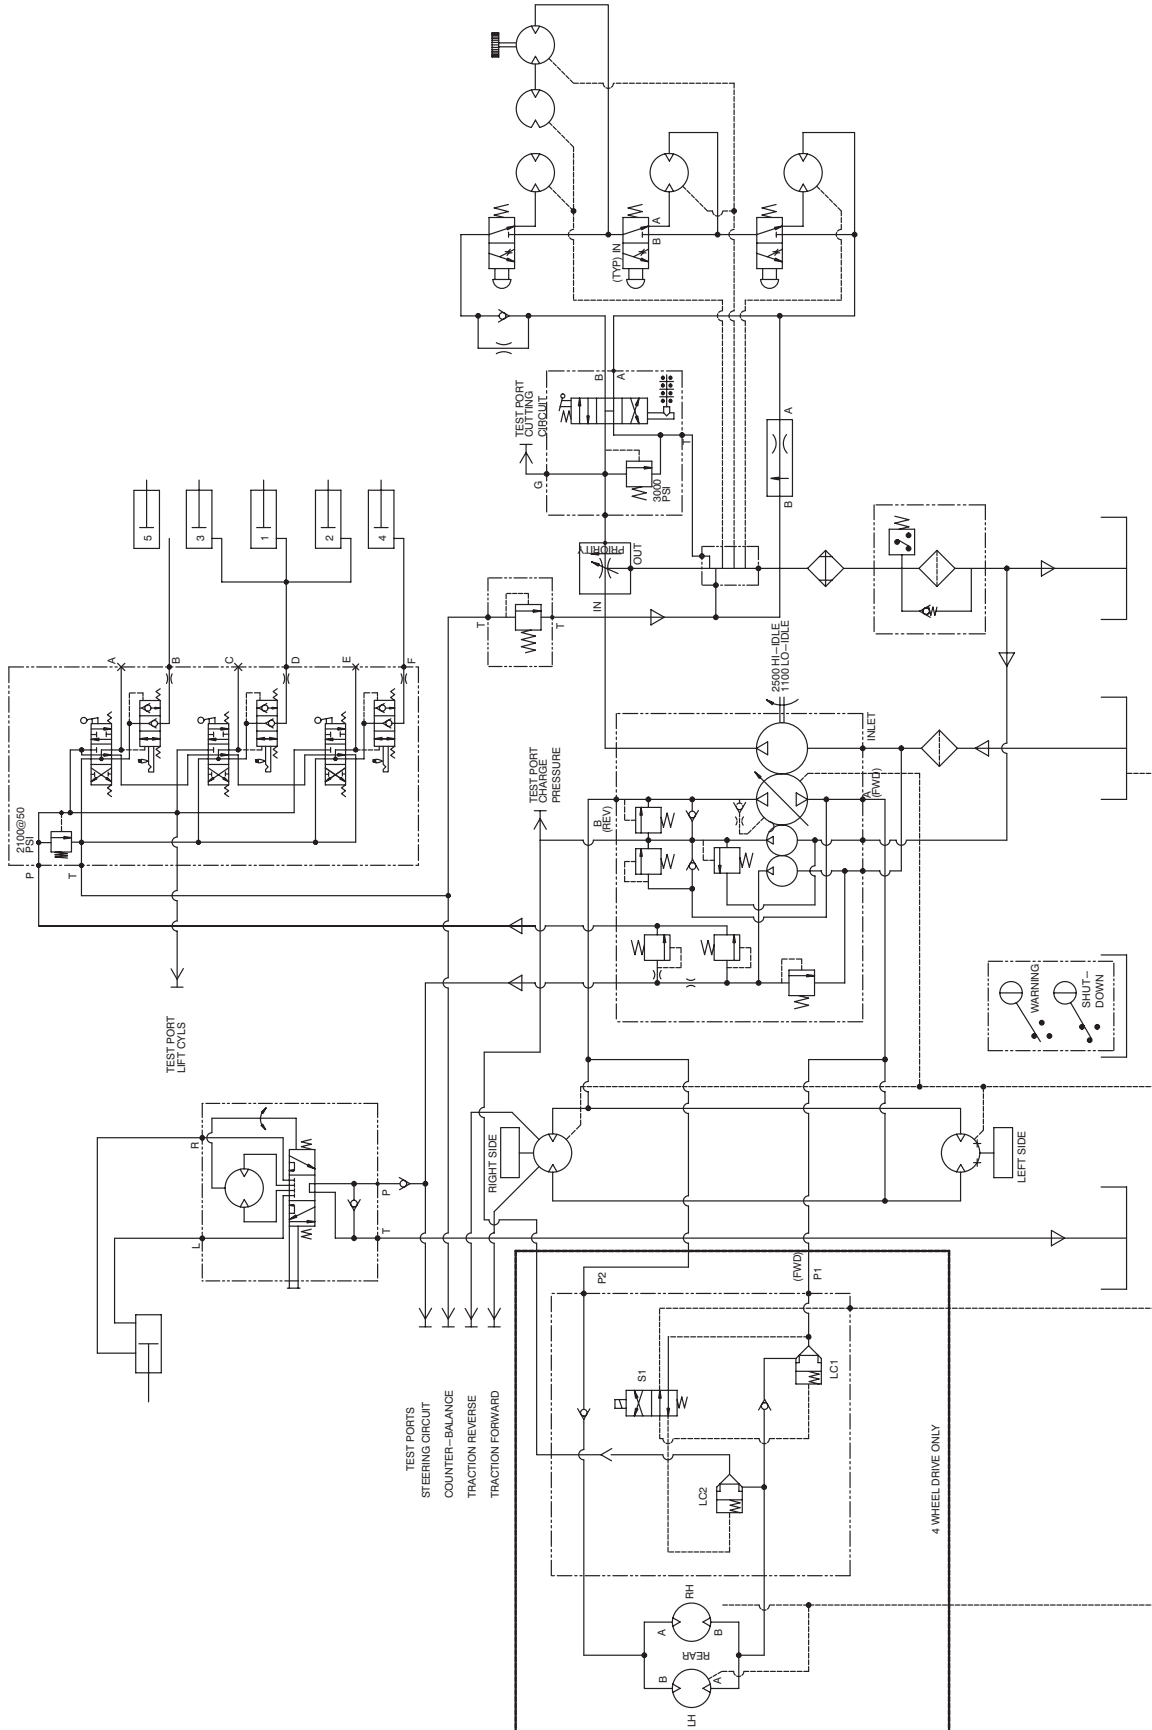 5
3
1
2
4
A
B
C
D
E
F
2100@50
PSI
P
T
TEST PORT
LIFT CYLS
TEST PORT
CUTTING
CIRCUIT
G
B
A
T
3000
PSI
(TYP) IN
B
A
T
T
PRIORITY
IN
OUT
B
A
2500 HI-IDLE
1100 LO-IDLE
TEST PORT
CHARGE
PRESSURE
B
(REV)
A
(FWD)
INLET
WARNING
SHUT-
DOWN
R
L
P
T
RIGHT SIDE
LEFT SIDE
TEST PORTS
STEERING CIRCUIT
COUNTER-BALANCE
TRACTION REVERSE
TRACTION FORWARD
P2
(FWD)
P1
S1
LC1
LC2
4 WHEEL DRIVE ONLY
RH
A
B
REAR
B
A
LH